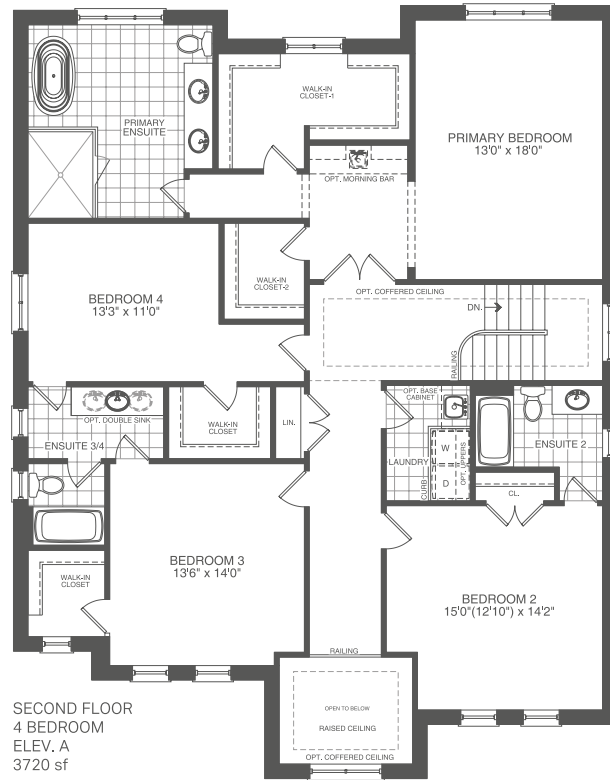 PRIMARY
ENSUITE
WALK-IN
CLOSET-1
PRIMARY BEDROOM
13'0" x 18'0"
OPT. MORNING BAR
WALK-IN
CLOSET-2
OPT. COFFERED CEILING
DN.
BEDROOM 4
13'3" x 11'0"
RAILING
OPT. DOUBLE SINK
ENSUITE 3/4
WALK-IN
CLOSET
LIN.
OPT. BASE
CABINET
LAUNDRY
W
D
OPT. UPPERS
CURB
ENSUITE 2
CL.
BEDROOM 3
13'6" x 14'0"
WALK-IN
CLOSET
BEDROOM 2
15'0"(12'10") x 14'2"
RAILING
OPEN TO BELOW
RAISED CEILING
OPT. COFFERED CEILING
SECOND FLOOR
4 BEDROOM
ELEV. A
3720 sf